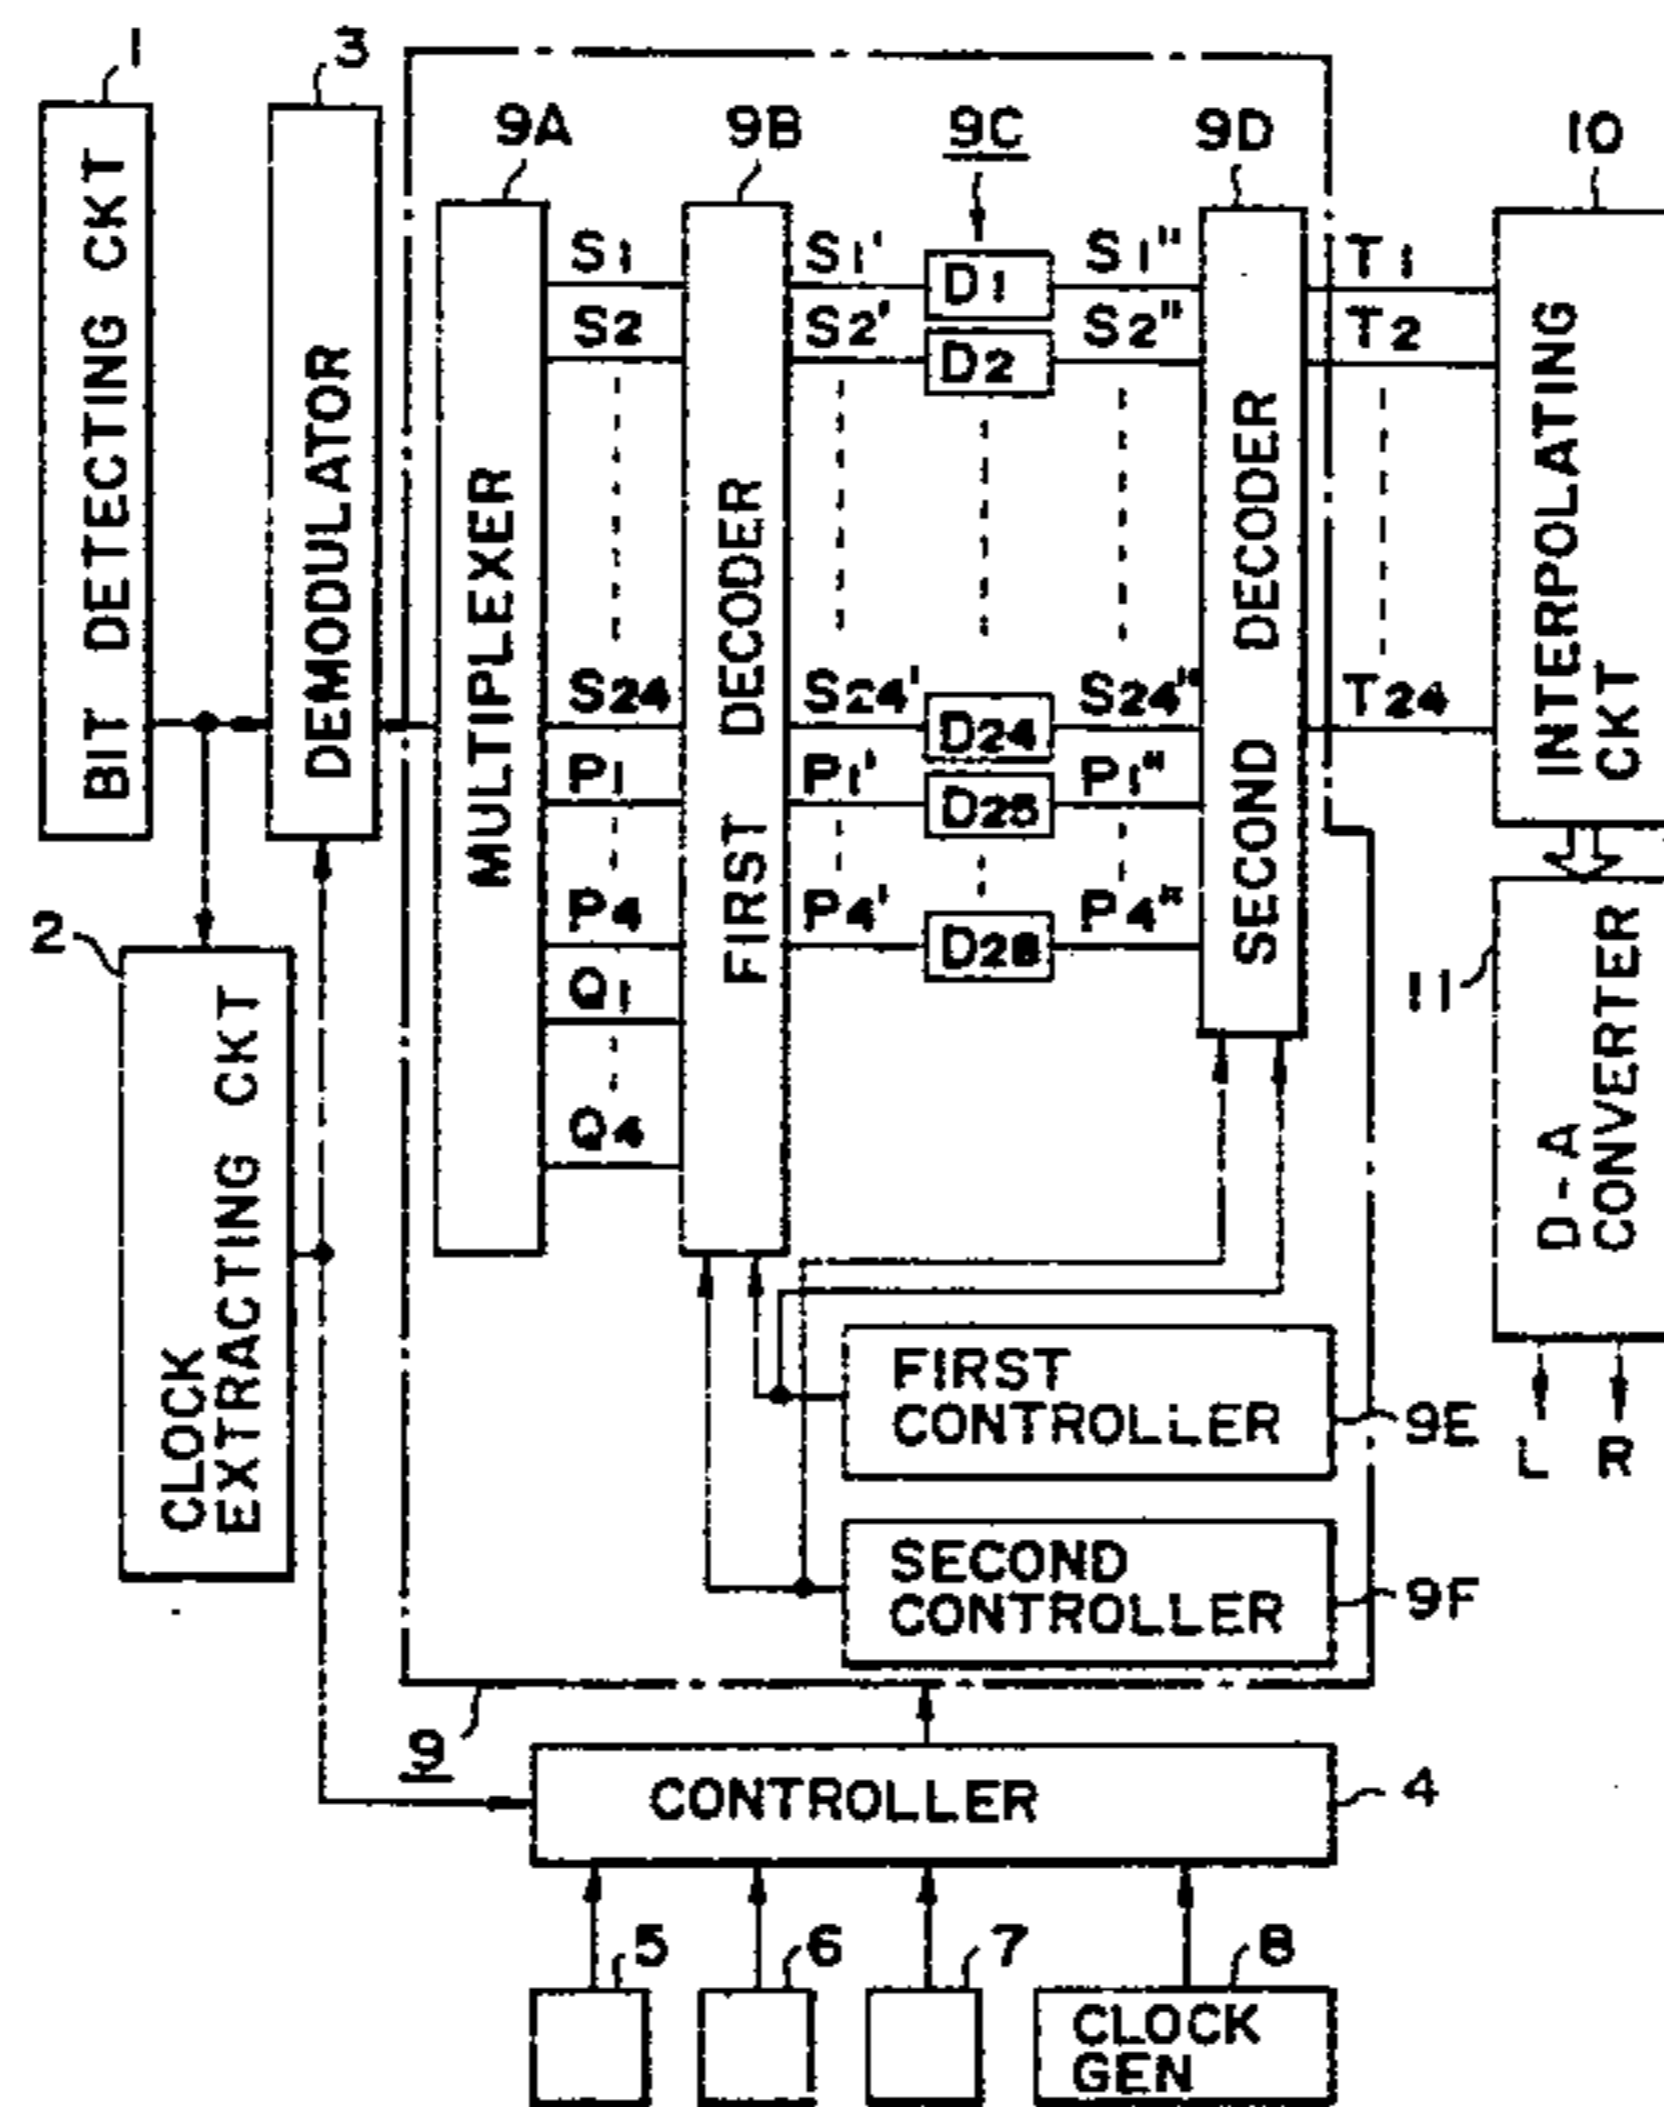 1
3
9A
9B
9C
9D
10
BIT DETECTING CKT
DEMODULATOR
MULTIPLEXER
FIRST DECODER
SECOND DECODER
INTERPOLATING
CKT
S1
S1'
D1
S1"
T1
S2
S2'
D2
S2"
T2
S24
S24'
D24
S24"
T24
P1
P1'
D25
P1"
P4
P4'
D28
P4"
Q1
Q4
2
CLOCK
EXTRACTING CKT
11
D-A
CONVERTER
L
R
FIRST
CONTROLLER
9E
SECOND
CONTROLLER
9F
9
CONTROLLER
4
5
6
7
8
CLOCK
GEN